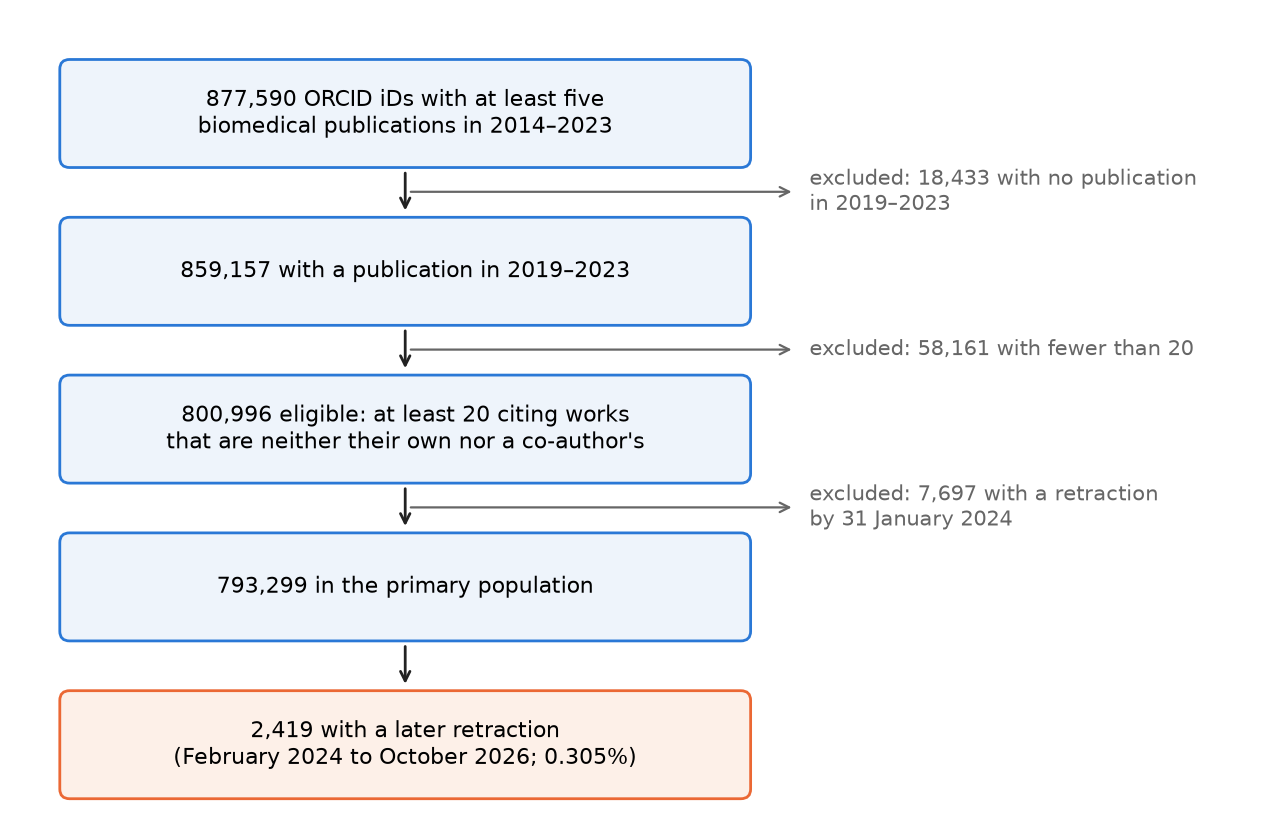 877,590 ORCID iDs with at least five
biomedical publications in 2014–2023
excluded: 18,433 with no publication
in 2019–2023
859,157 with a publication in 2019–2023
excluded: 58,161 with fewer than 20
800,996 eligible: at least 20 citing works
that are neither their own nor a co-author's
excluded: 7,697 with a retraction
by 31 January 2024
793,299 in the primary population
2,419 with a later retraction
(February 2024 to October 2026; 0.305%)